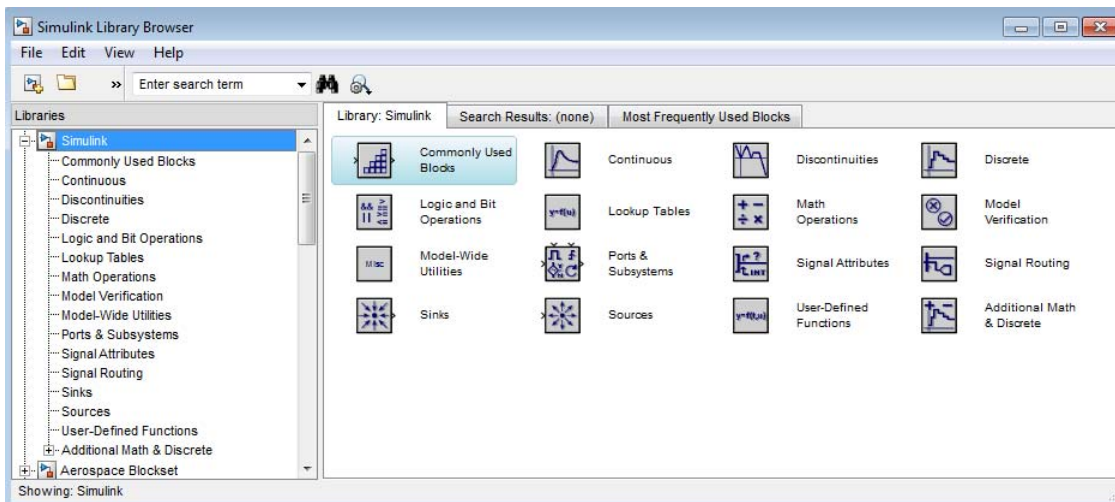 Simulink Library Browser
File Edit View Help
» Enter search term
Libraries
Simulink
Commonly Used Blocks
Continuous
Discontinuities
Discrete
Logic and Bit Operations
Lookup Tables
Math Operations
Model Verification
Model-Wide Utilities
Ports & Subsystems
Signal Attributes
Signal Routing
Sinks
Sources
User-Defined Functions
Additional Math & Discrete
Aerospace Blockset
Library: Simulink Search Results: (none) Most Frequently Used Blocks
Commonly Used
Blocks
Continuous
Discontinuities
Discrete
&& ||  > >= <=
Logic and Bit
Operations
y=f(u)
Lookup Tables
+ - ÷ ×
Math
Operations
Model
Verification
Misc
Model-Wide
Utilities
Ports &
Subsystems
? INT
Signal Attributes
Signal Routing
Sinks
Sources
y=f(t,u)
User-Defined
Functions
Additional Math
& Discrete
Showing: Simulink